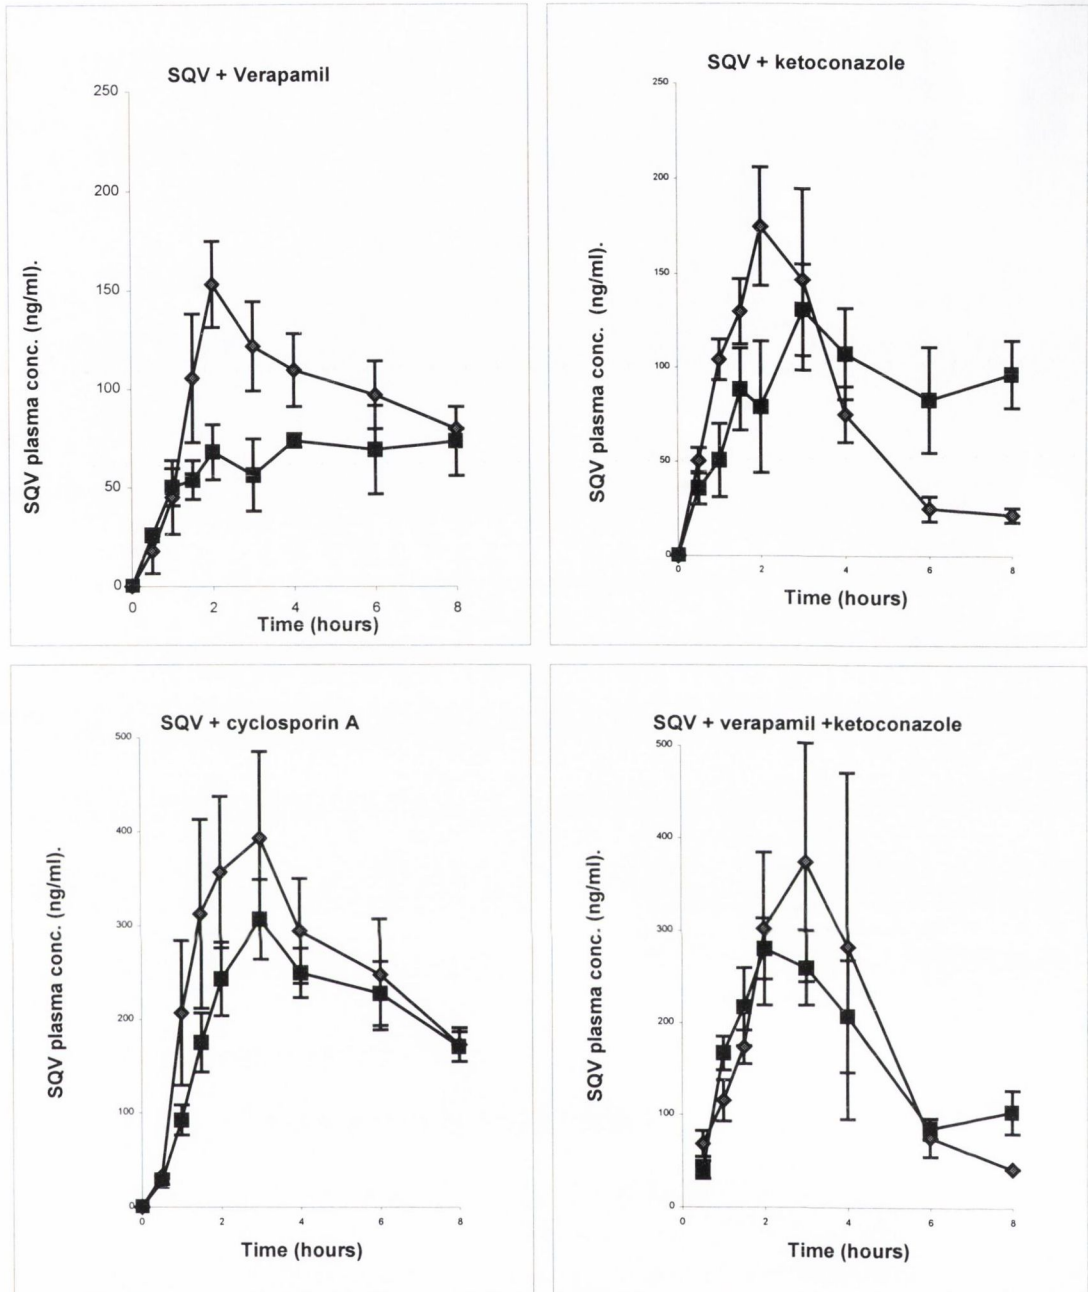 SQV + Verapamil
250
200
150
100
50
0
SQV plasma conc. (ng/ml).
0 2 4 6 8
Time (hours)
SQV + ketoconazole
250
200
150
100
50
0
SQV plasma conc. (ng/ml).
0 2 4 6 8
Time (hours)
SQV + cyclosporin A
500
400
300
200
100
0
SQV plasma conc. (ng/ml).
0 2 4 6 8
Time (hours)
SQV + verapamil +ketoconazole
500
400
300
200
100
0
SQV plasma conc. (ng/ml).
0 2 4 6 8
Time (hours)